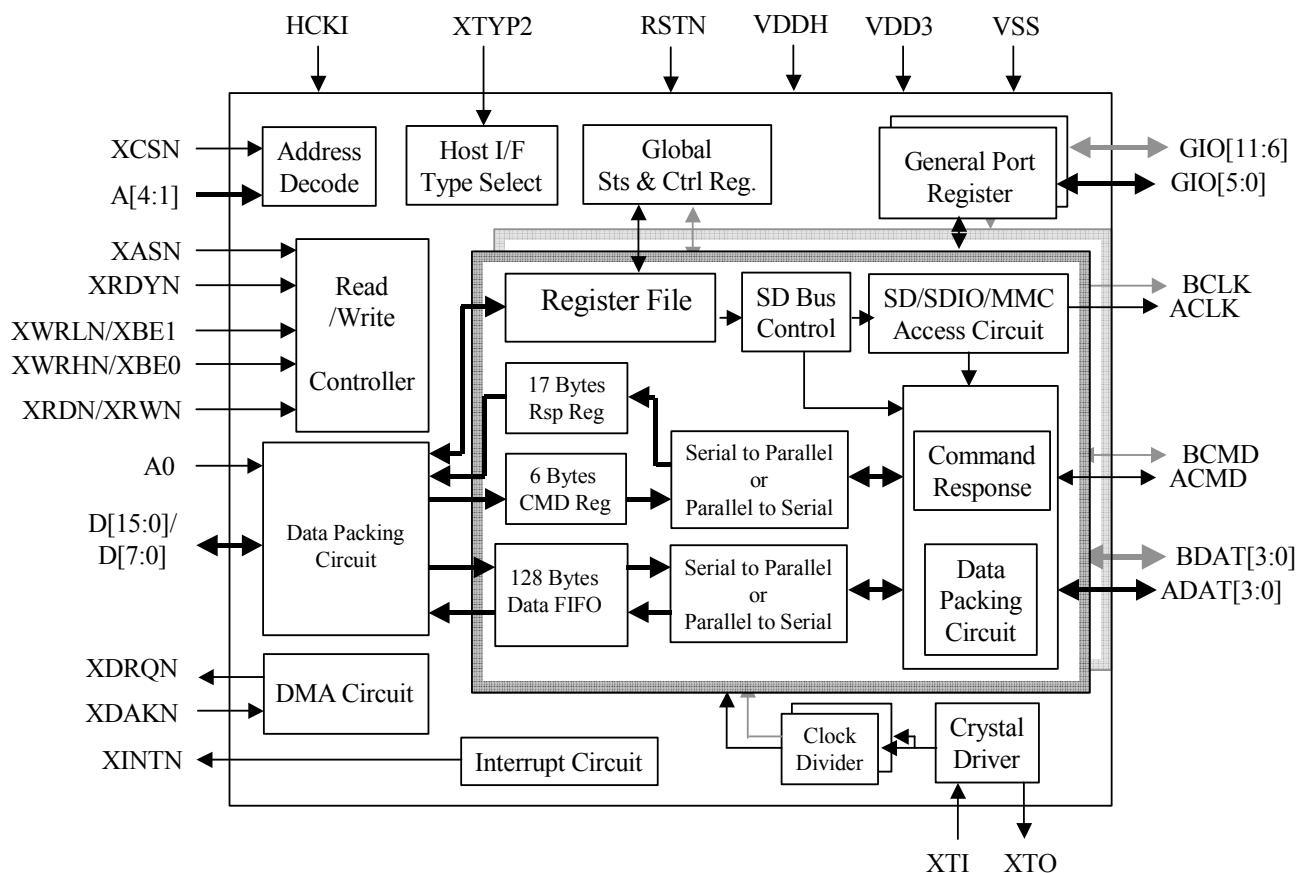 HCKI
XTYP2
RSTN
VDDH
VDD3
VSS
XCSN
A[4:1]
Address
Decode
Host I/F
Type Select
Global
Sts & Ctrl Reg.
General Port
Register
GIO[11:6]
GIO[5:0]
XASN
XRDYN
XWRLN/XBE1
XWRHN/XBE0
XRDN/XRWN
Read
/Write
Controller
Register File
SD Bus
Control
SD/SDIO/MMC
Access Circuit
BCLK
ACLK
17 Bytes
Rsp Reg
6 Bytes
CMD Reg
Serial to Parallel
or
Parallel to Serial
Command
Response
BCMD
ACMD
A0
D[15:0]/
D[7:0]
Data Packing
Circuit
128 Bytes
Data FIFO
Serial to Parallel
or
Parallel to Serial
Data
Packing
Circuit
BDAT[3:0]
ADAT[3:0]
XDRQN
XDAKN
DMA Circuit
XINTN
Interrupt Circuit
Clock
Divider
Crystal
Driver
XTI
XTO